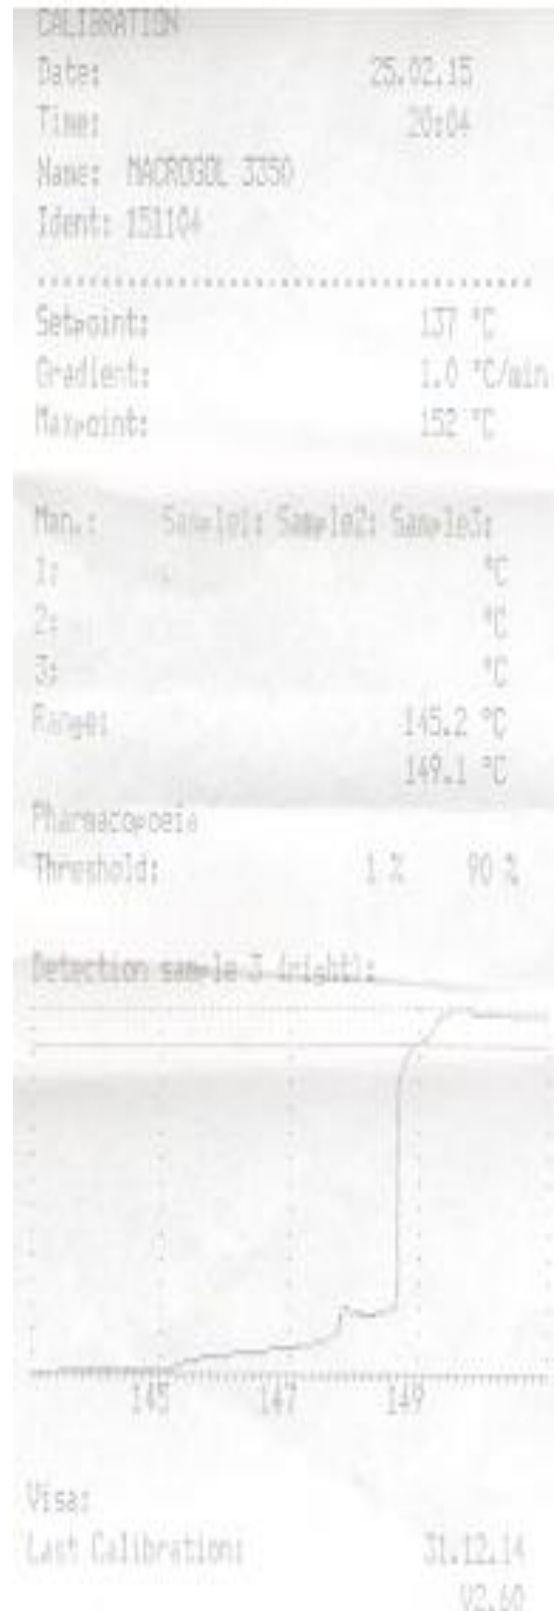 CALIBRATION
Date: 25.02.15
Time: 20:04
Name: MACROGOL 3350
Ident: 151104
Setpoint: 137 °C
Gradient: 1.0 °C/min
Maxpoint: 152 °C
Man.: Sample1: Sample2: Sample3:
1: °C
2: °C
3: °C
Range: 145.2 °C
149.1 °C
Pharmacopoeia
Threshold: 1 % 90 %
Detection sample 3 (right):
145 147 149
Visa:
Last Calibration: 31.12.14
V2.60